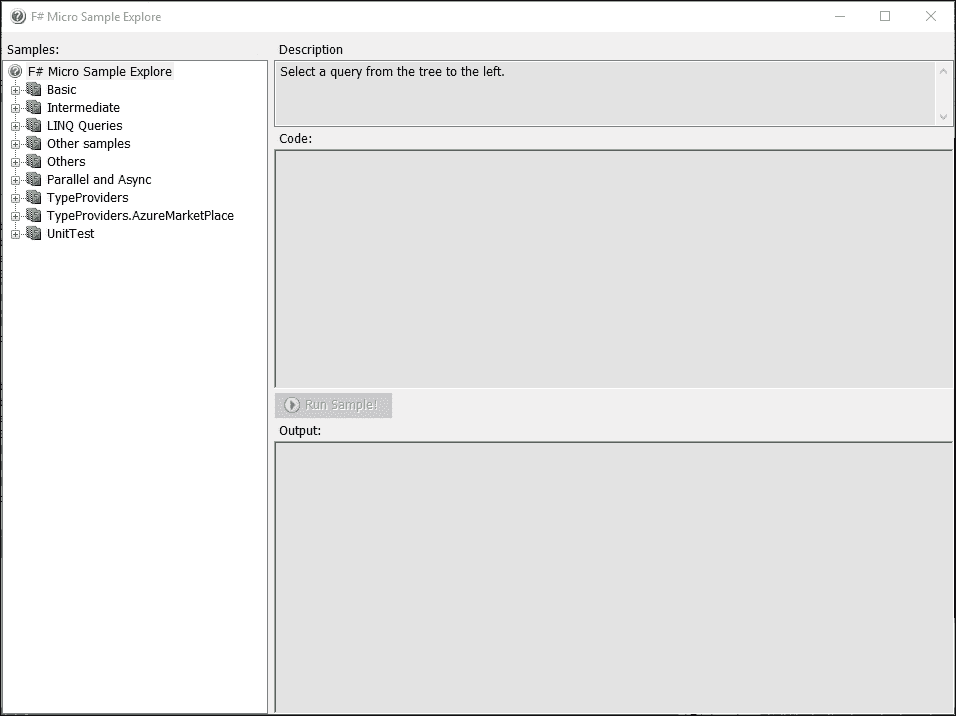 F# Micro Sample Explore
Samples:
F# Micro Sample Explore
Basic
Intermediate
LINQ Queries
Other samples
Others
Parallel and Async
TypeProviders
TypeProviders.AzureMarketPlace
UnitTest
Description
Select a query from the tree to the left.
Code:
Run Sample!
Output: